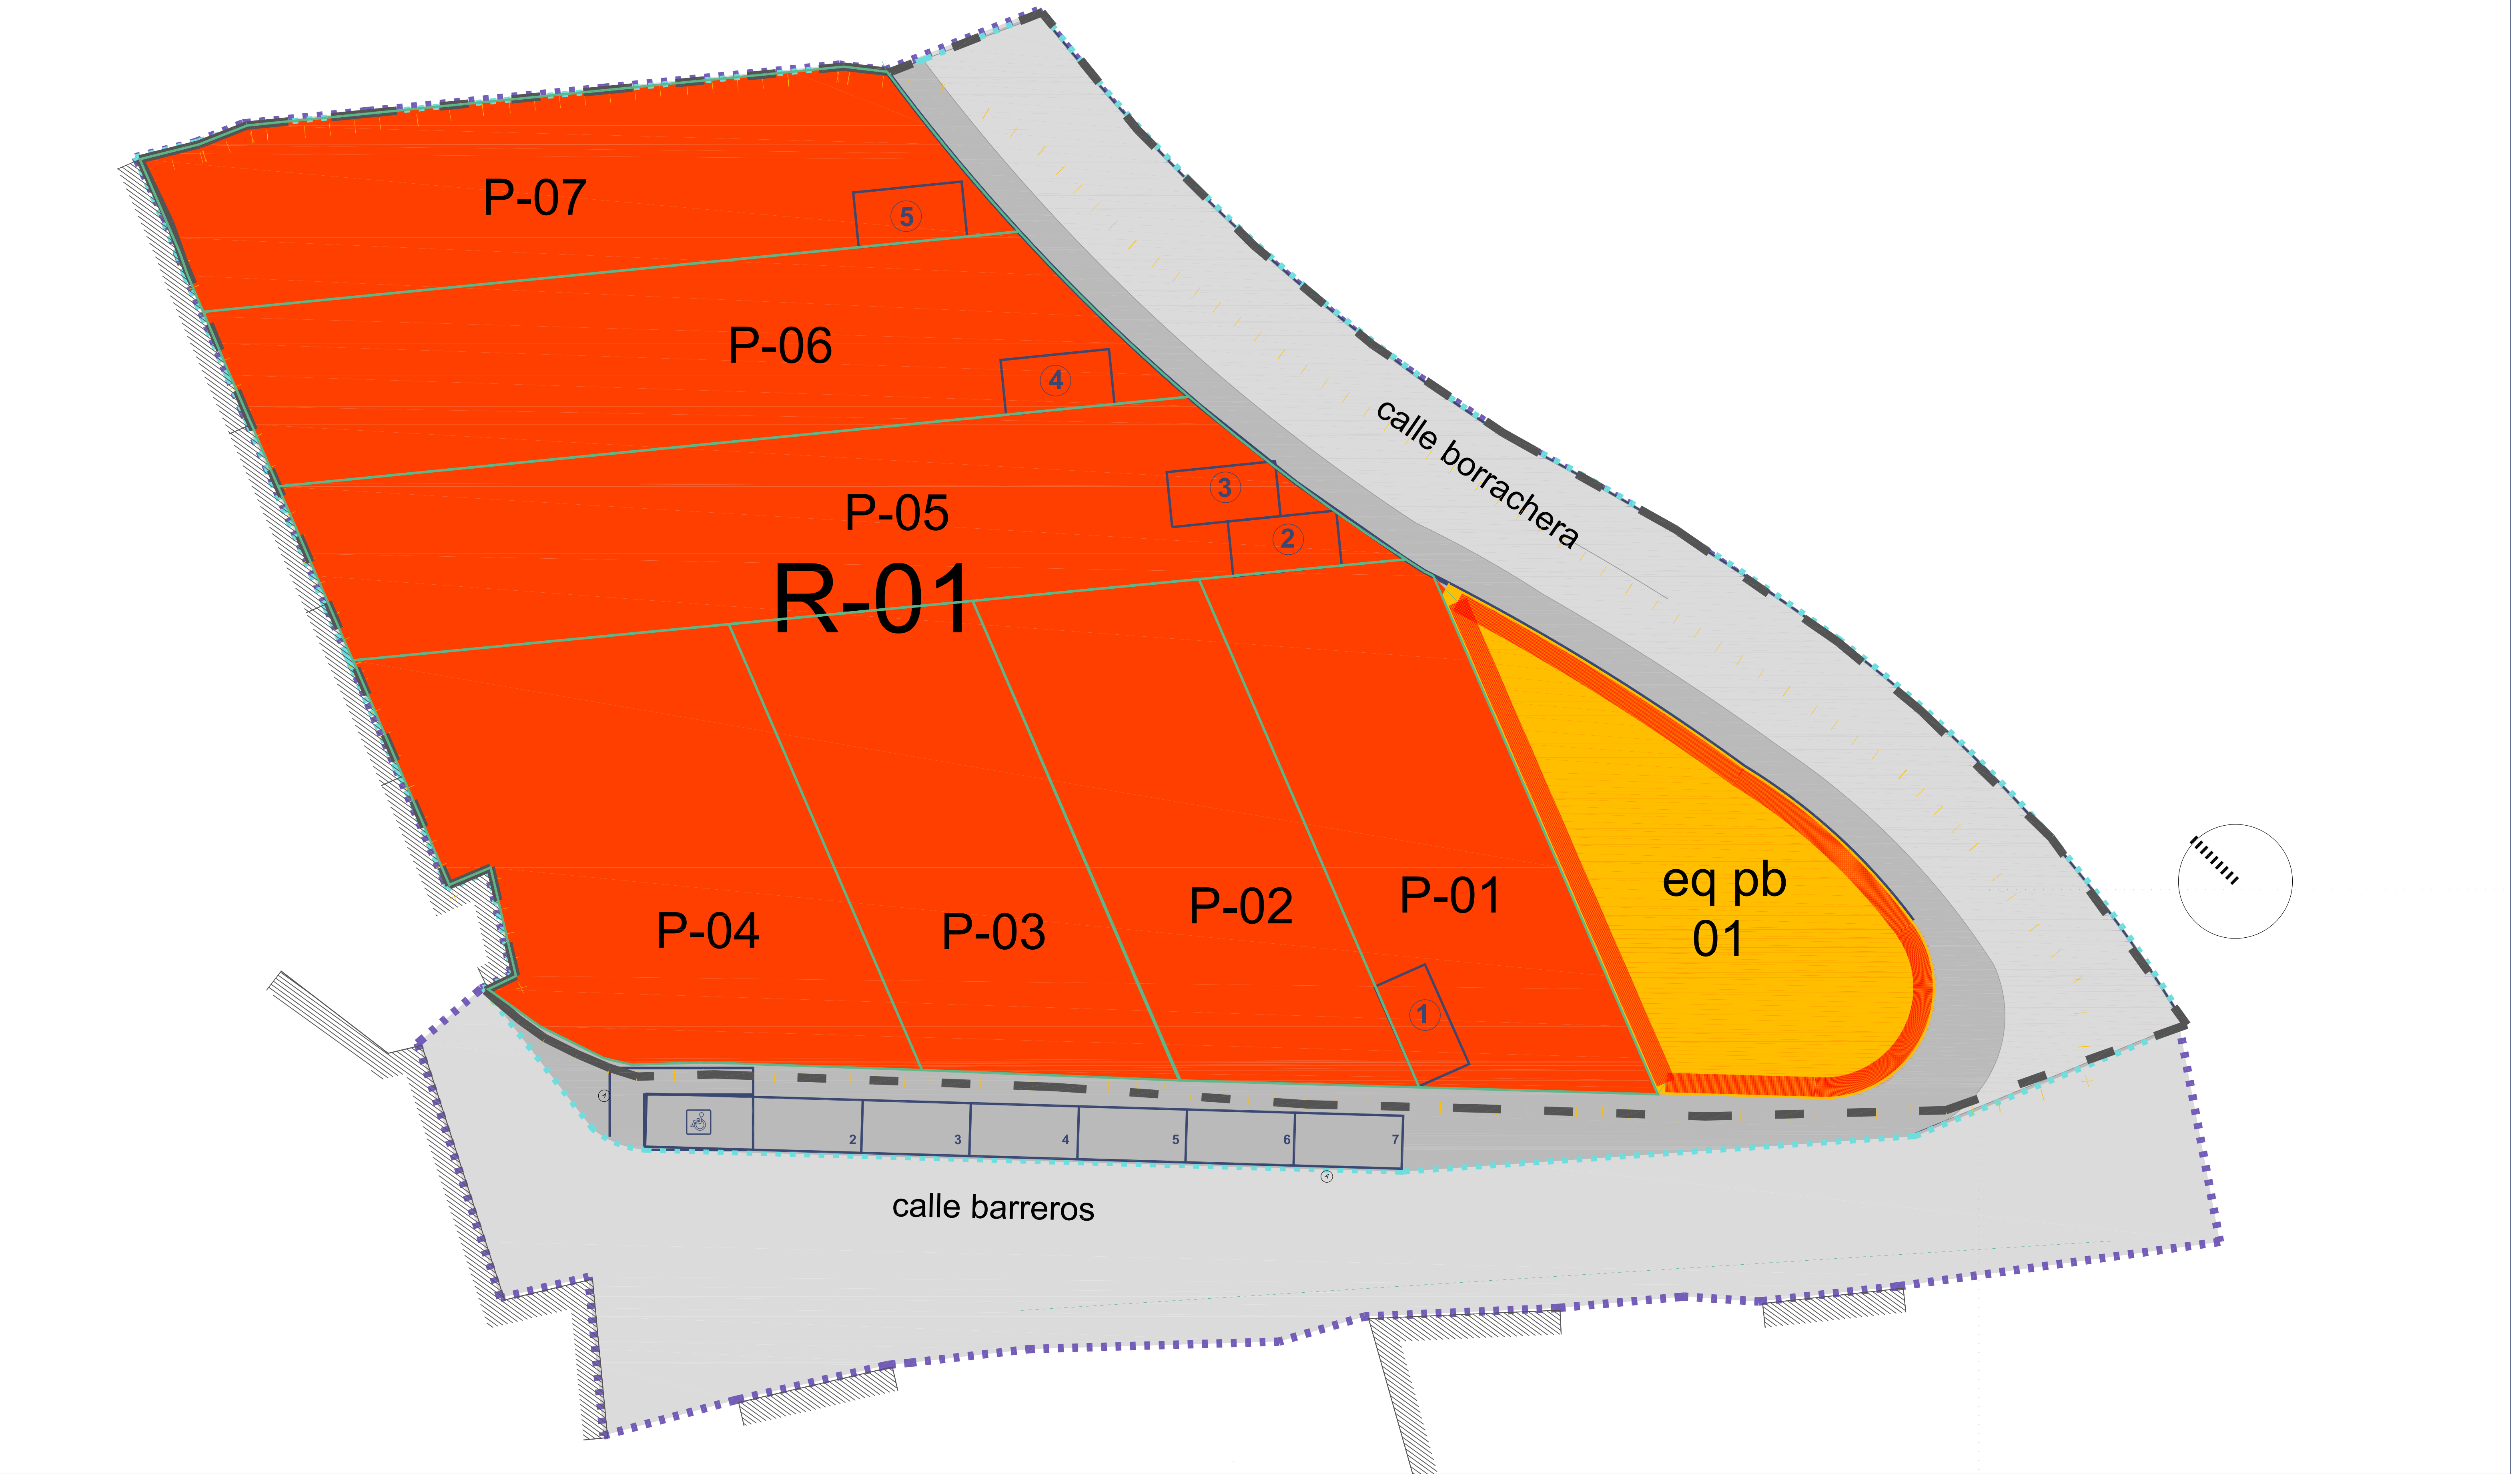 P-07
5
P-06
4
calle borrachera
P-05
3
2
R-01
P-04
P-03
P-02
P-01
eq pb
01
1
2
3
4
5
6
7
calle barreros